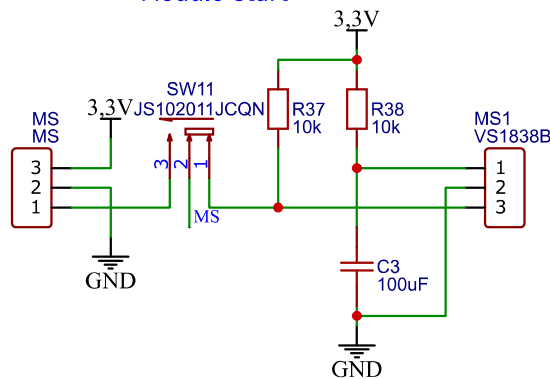 3,3V
SW11
JS102011JCQN
MS
MS
3,3V
R37
10k
R38
10k
MS1
VS1838B
3
2
1
3
2
1
1
2
3
MS
C3
100uF
GND
GND